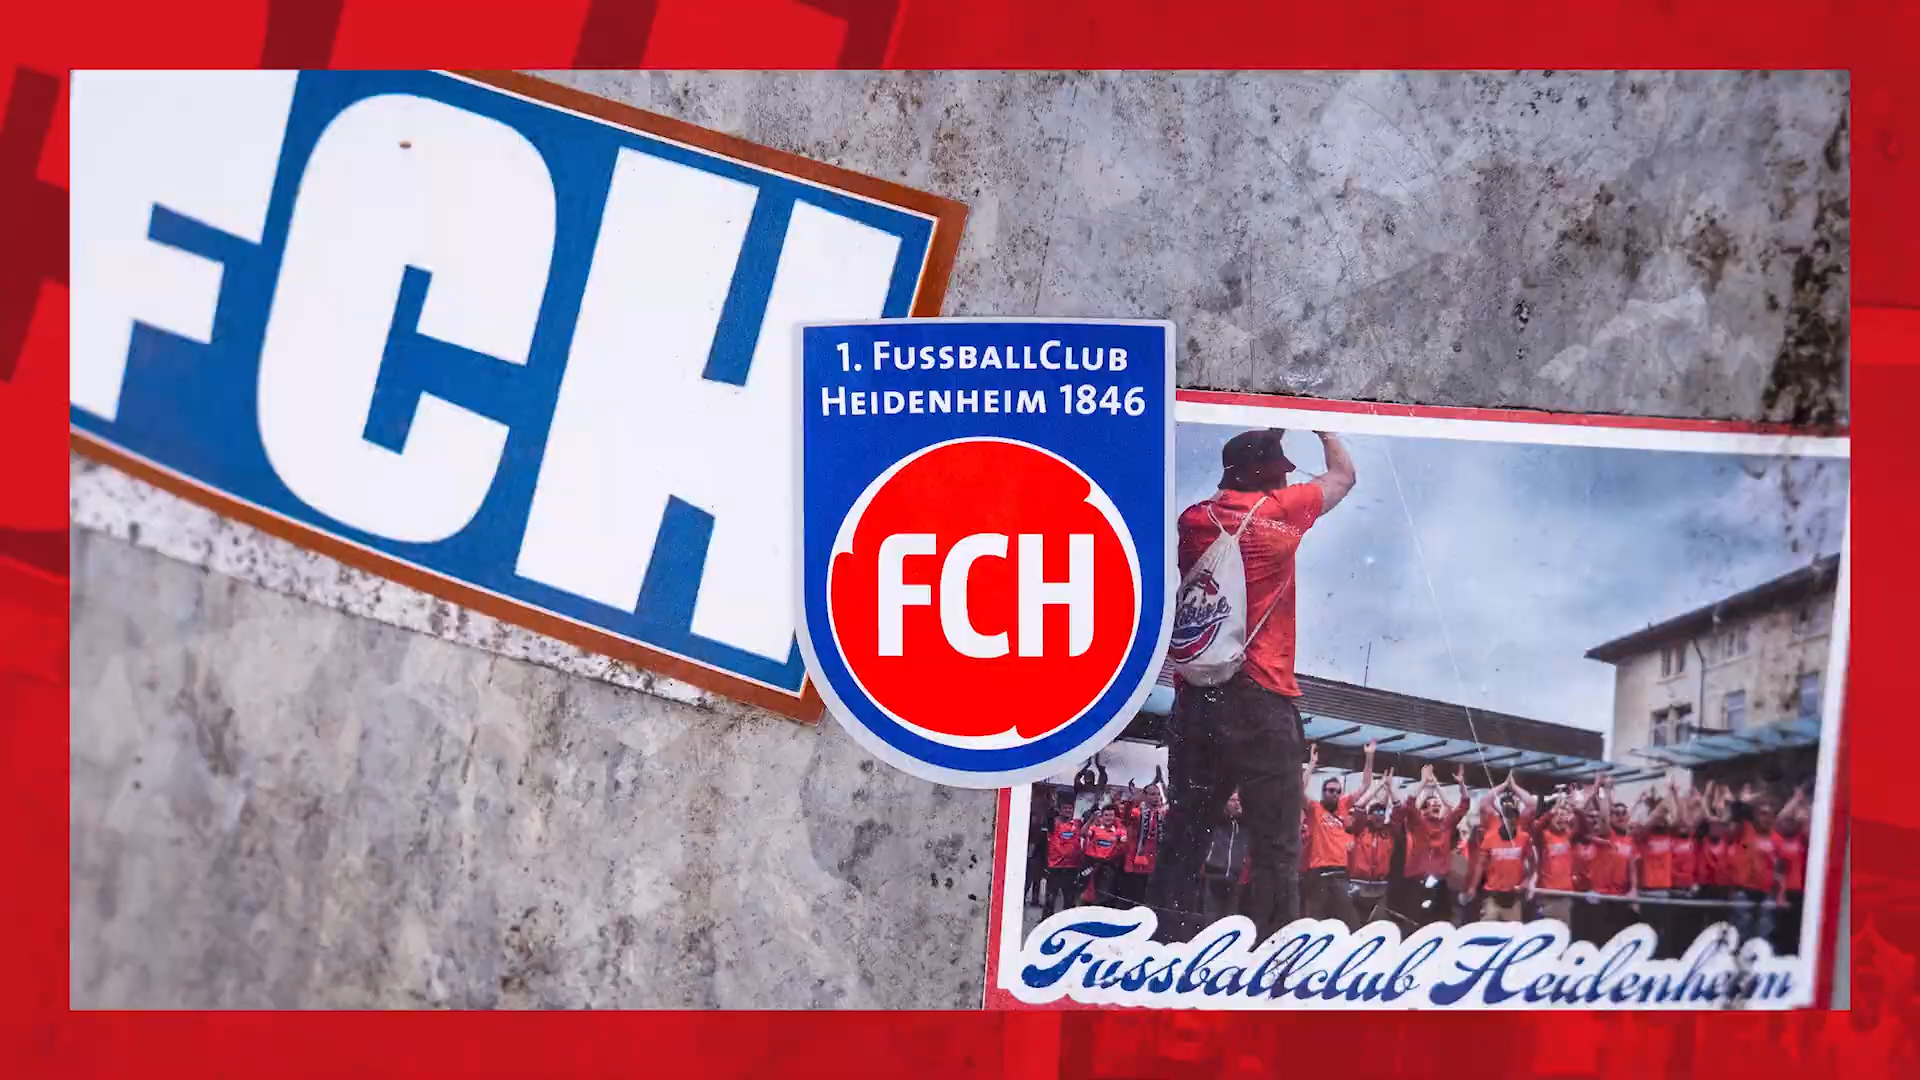 FCH
1. FUSSBALLCLUB
HEIDENHEIM 1846
FCH
Fussballclub Heidenheim